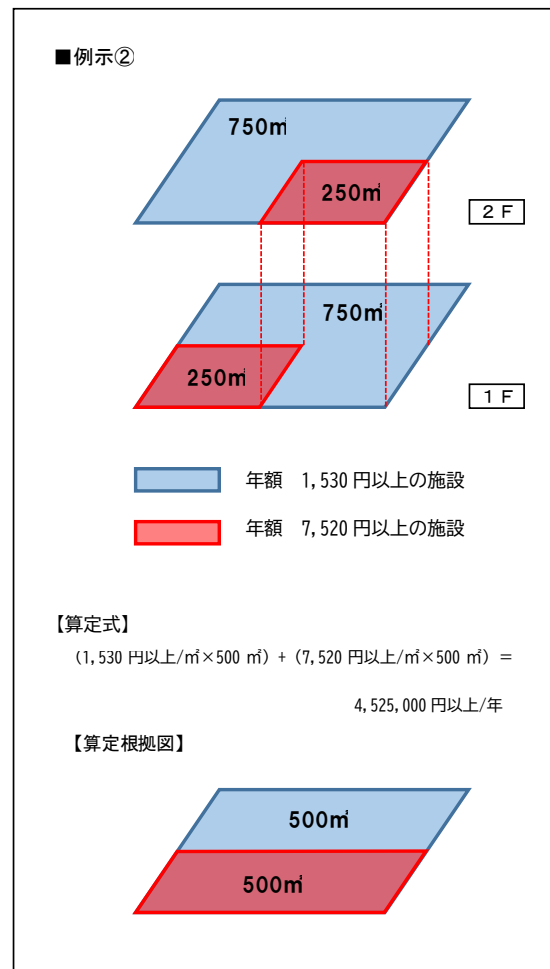 ■例示②
750㎡
250㎡
２Ｆ
750㎡
250㎡
１Ｆ
年額　1,530 円以上の施設
年額　7,520 円以上の施設
【算定式】
（1,530 円以上/㎡×500 ㎡）+（7,520 円以上/㎡×500 ㎡）＝
4,525,000 円以上/年
【算定根拠図】
500㎡
500㎡